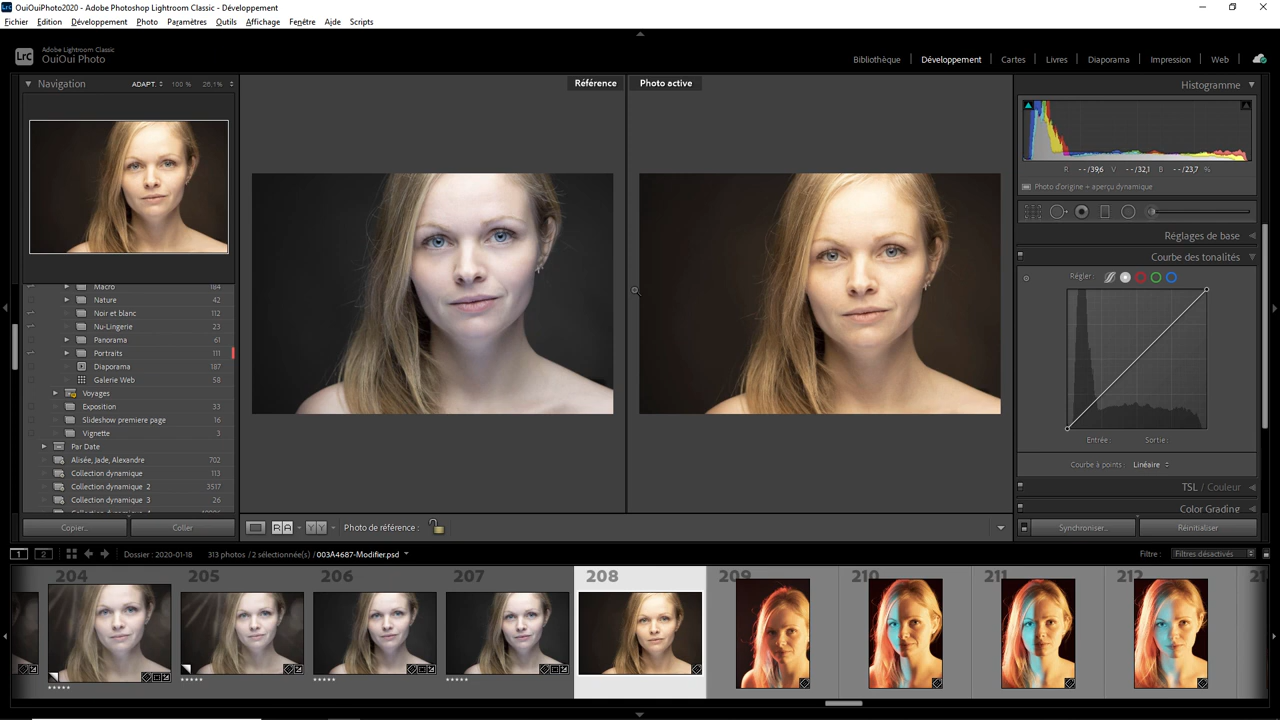 OuiOuiPhoto2020 - Adobe Photoshop Lightroom Classic - Développement
Fichier Edition Développement Photo Paramètres Outils Affichage Fenêtre Aide Scripts
Lrc
Adobe Lightroom Classic
OuiOui Photo
Bibliothèque | Développement | Cartes | Livres | Diaporama | Impression | Web
Navigation ADAPT. 100 % 26,1%
Référence
Photo active
Histogramme
R --/39,6 V --/32,1 B --/23,7 %
Photo d'origine + aperçu dynamique
Réglages de base
Courbe des tonalités
Régler :
Entrée : Sortie :
Courbe à points : Linéaire
TSL / Couleur
Color Grading
Synchroniser... Réinitialiser
Macro 184
Nature 42
Noir et blanc 112
Nu-Lingerie 23
Panorama 61
Portraits 111
Diaporama 187
Galerie Web 58
Voyages
Exposition 33
Slideshow premiere page 16
Vignette 3
Par Date
Alisée, Jade, Alexandre 702
Collection dynamique 113
Collection dynamique 2 3517
Collection dynamique 3 26
Copier... Coller
RA YY Photo de référence :
1 2 Dossier : 2020-01-18 313 photos / 2 sélectionnée(s) / 003A4687-Modifier.psd Filtre : Filtres désactivés
204 205 206 207 208 209 210 211 212